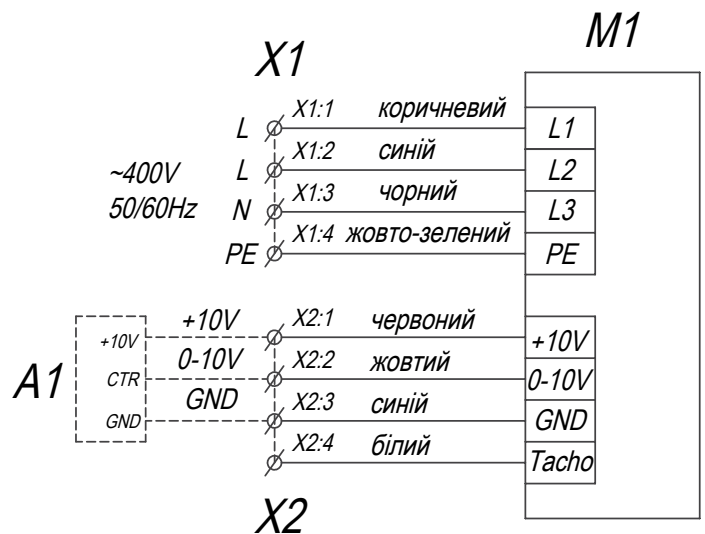 M1
X1
L X1:1 коричневий L1
L X1:2 синій L2
~400V
50/60Hz
N X1:3 чорний L3
PE X1:4 жовто-зелений PE
A1
+10V +10V X2:1 червоний +10V
CTR 0-10V X2:2 жовтий 0-10V
GND GND X2:3 синій GND
X2:4 білий Tacho
X2